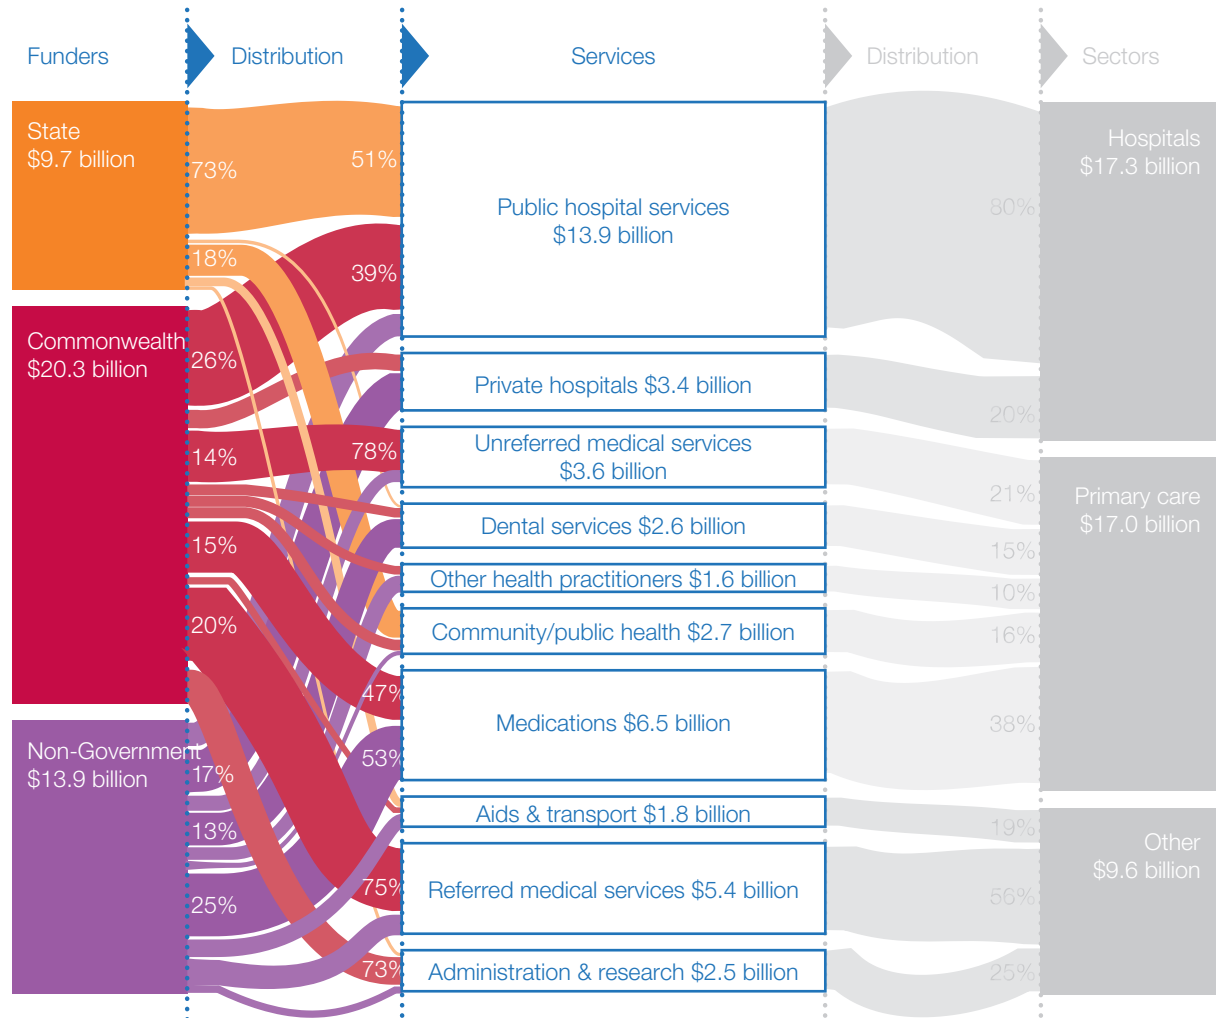 Funders
Distribution
Services
Distribution
Sectors
State
$9.7 billion
Commonwealth
$20.3 billion
Non-Government
$13.9 billion
73%
18%
26%
14%
15%
20%
17%
13%
25%
51%
39%
78%
47%
53%
75%
73%
Public hospital services
$13.9 billion
Private hospitals $3.4 billion
Unreferred medical services
$3.6 billion
Dental services $2.6 billion
Other health practitioners $1.6 billion
Community/public health $2.7 billion
Medications $6.5 billion
Aids & transport $1.8 billion
Referred medical services $5.4 billion
Administration & research $2.5 billion
80%
20%
21%
15%
10%
16%
38%
19%
56%
25%
Hospitals
$17.3 billion
Primary care
$17.0 billion
Other
$9.6 billion